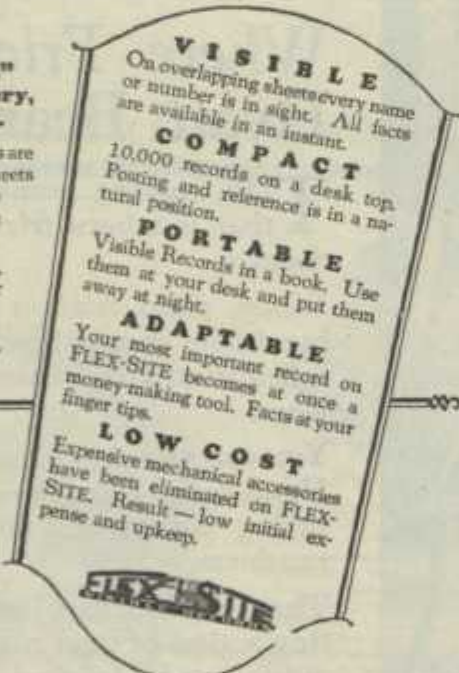 ry,
s are
eets
VISIBLE
On overlapping sheets every name
or number is in sight. All facts
are available in an instant.
COMPACT
10,000 records on a desk top.
Posting and reference is in a na-
tural position.
PORTABLE
Visible Records in a book. Use
them at your desk and put them
away at night.
ADAPTABLE
Your most important record on
FLEX-SITE becomes at once a
money-making tool. Facts at your
finger tips.
LOW COST
Expensive mechanical accessories
have been eliminated on FLEX-
SITE. Result — low initial ex-
pense and upkeep.
FLEX-SITE